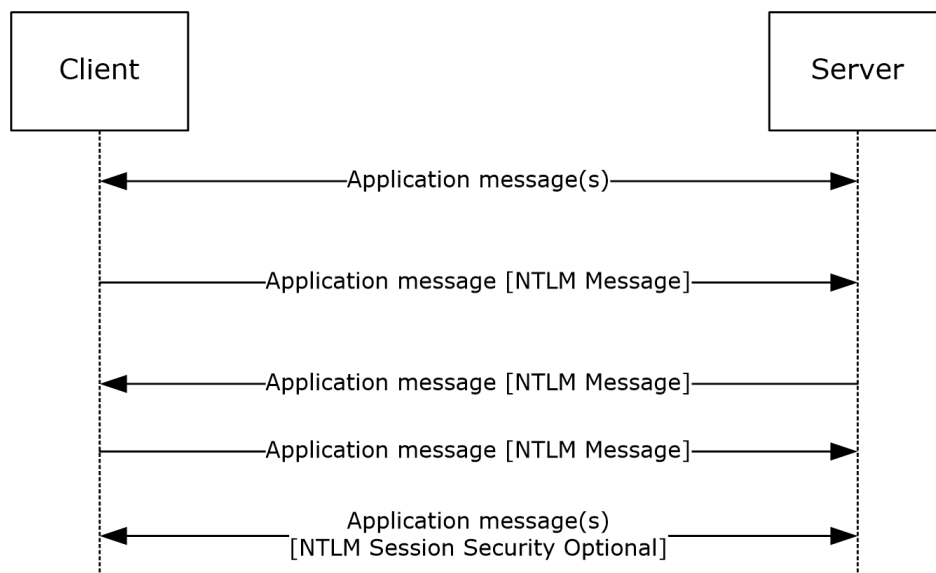 Client
Server
Application message(s)
Application message [NTLM Message]
Application message [NTLM Message]
Application message [NTLM Message]
Application message(s)
[NTLM Session Security Optional]